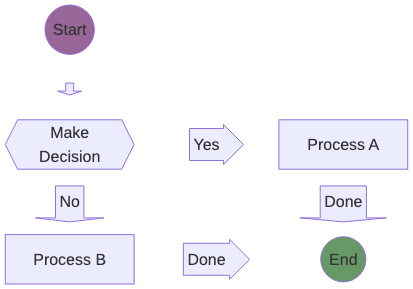 Start
Make
Decision
Yes
Process A
No
Done
Process B
Done
End